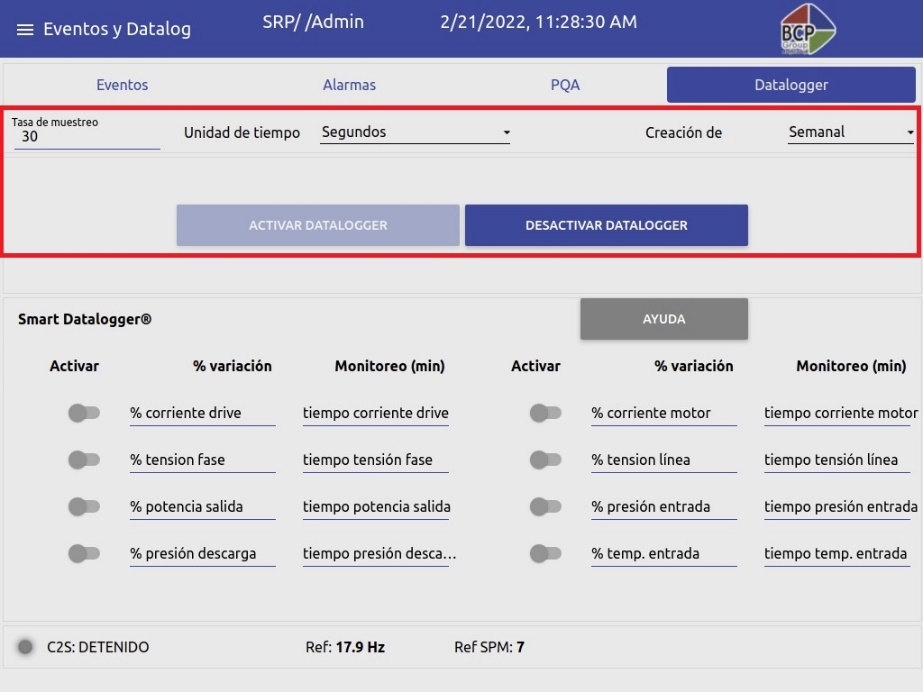 Eventos y Datalog SRP/ /Admin 2/21/2022, 11:28:30 AM
BCP
Group
Eventos Alarmas PQA Datalogger
Tasa de muestreo
30 Unidad de tiempo Segundos Creación de Semanal
ACTIVAR DATALOGGER DESACTIVAR DATALOGGER
Smart Datalogger® AYUDA
Activar % variación Monitoreo (min) Activar % variación Monitoreo (min)
% corriente drive tiempo corriente drive % corriente motor tiempo corriente motor
% tension fase tiempo tensión fase % tension línea tiempo tensión línea
% potencia salida tiempo potencia salida % presión entrada tiempo presión entrada
% presión descarga tiempo presión desca... % temp. entrada tiempo temp. entrada
C2S: DETENIDO Ref: 17.9 Hz Ref SPM: 7